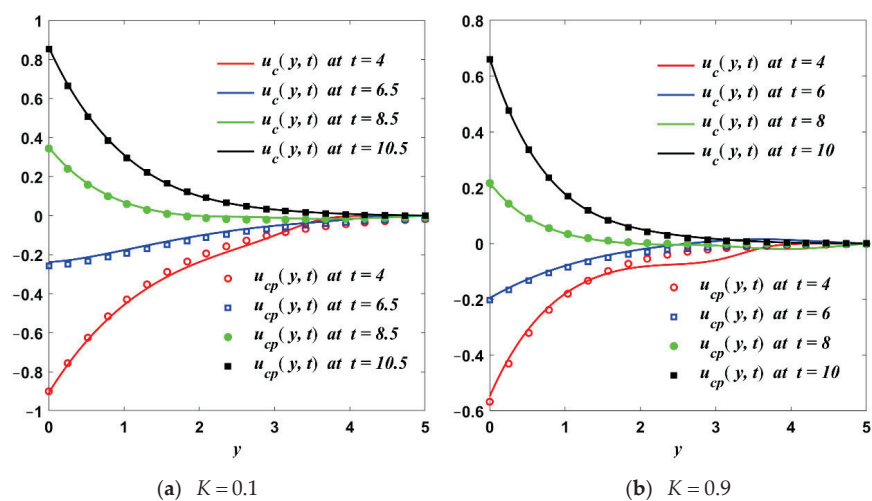 1
0.8
0.6
0.4
0.2
0
-0.2
-0.4
-0.6
-0.8
-1
0 1 2 3 4 5
y
u_c(y, t) at t = 4
u_c(y, t) at t = 6.5
u_c(y, t) at t = 8.5
u_c(y, t) at t = 10.5
u_cp(y, t) at t = 4
u_cp(y, t) at t = 6.5
u_cp(y, t) at t = 8.5
u_cp(y, t) at t = 10.5
(a) K = 0.1
0.8
0.6
0.4
0.2
0
-0.2
-0.4
-0.6
0 1 2 3 4 5
y
u_c(y, t) at t = 4
u_c(y, t) at t = 6
u_c(y, t) at t = 8
u_c(y, t) at t = 10
u_cp(y, t) at t = 4
u_cp(y, t) at t = 6
u_cp(y, t) at t = 8
u_cp(y, t) at t = 10
(b) K = 0.9